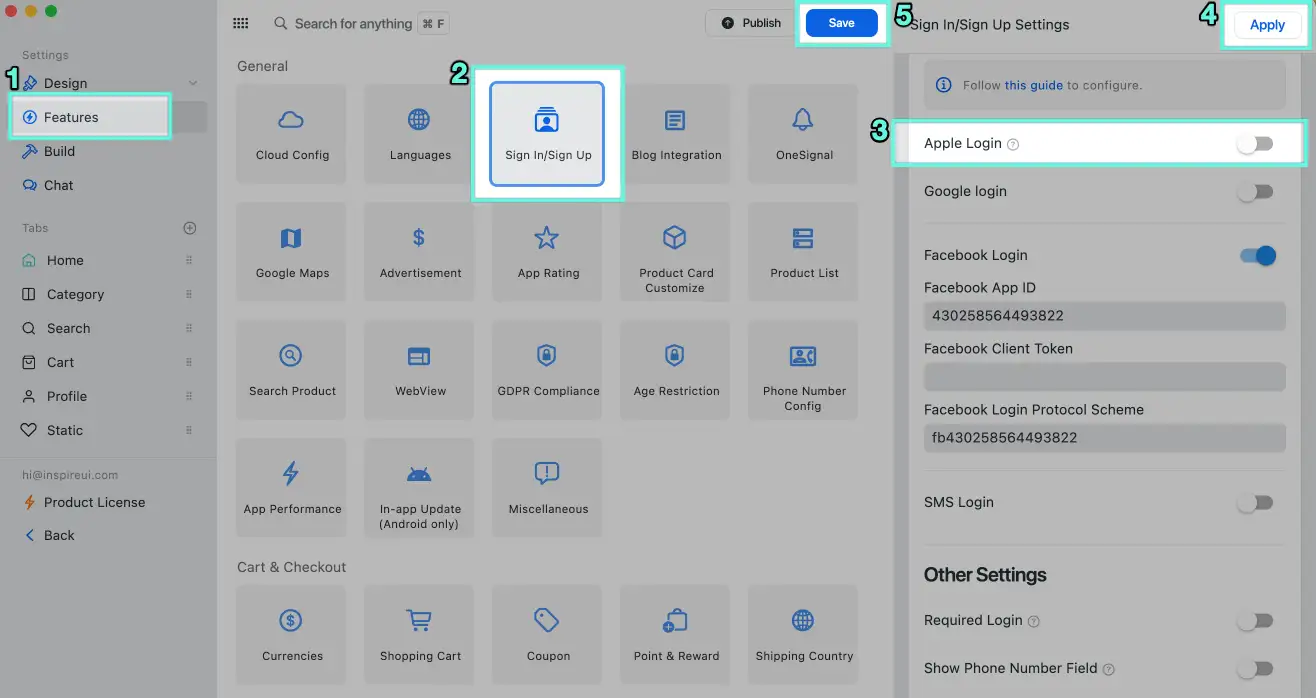 Search for anything
⌘ F
Publish
Save
5
Sign In/Sign Up Settings
4
Apply
Settings
1
Design
Features
Build
Chat
Tabs
Home
Category
Search
Cart
Profile
Static
hi@inspireui.com
Product License
Back
General
2
Cloud Config
Languages
Sign In/Sign Up
Blog Integration
OneSignal
Google Maps
Advertisement
App Rating
Product Card
Customize
Product List
Search Product
WebView
GDPR Compliance
Age Restriction
Phone Number
Config
App Performance
In-app Update
(Android only)
Miscellaneous
Cart & Checkout
Currencies
Shopping Cart
Coupon
Point & Reward
Shipping Country
Follow this guide to configure.
3
Apple Login
Google login
Facebook Login
Facebook App ID
430258564493822
Facebook Client Token
Facebook Login Protocol Scheme
fb430258564493822
SMS Login
Other Settings
Required Login
Show Phone Number Field